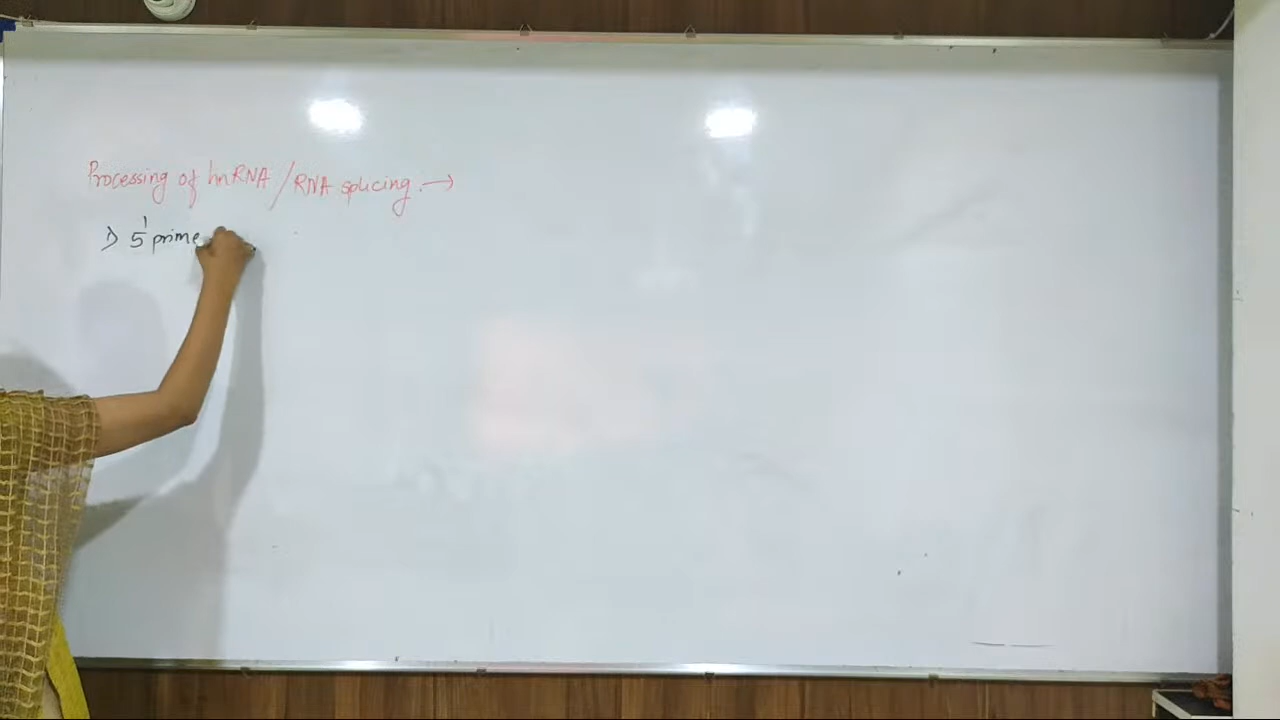 Processing of hnRNA / RNA splicing. →
1) 5' prime